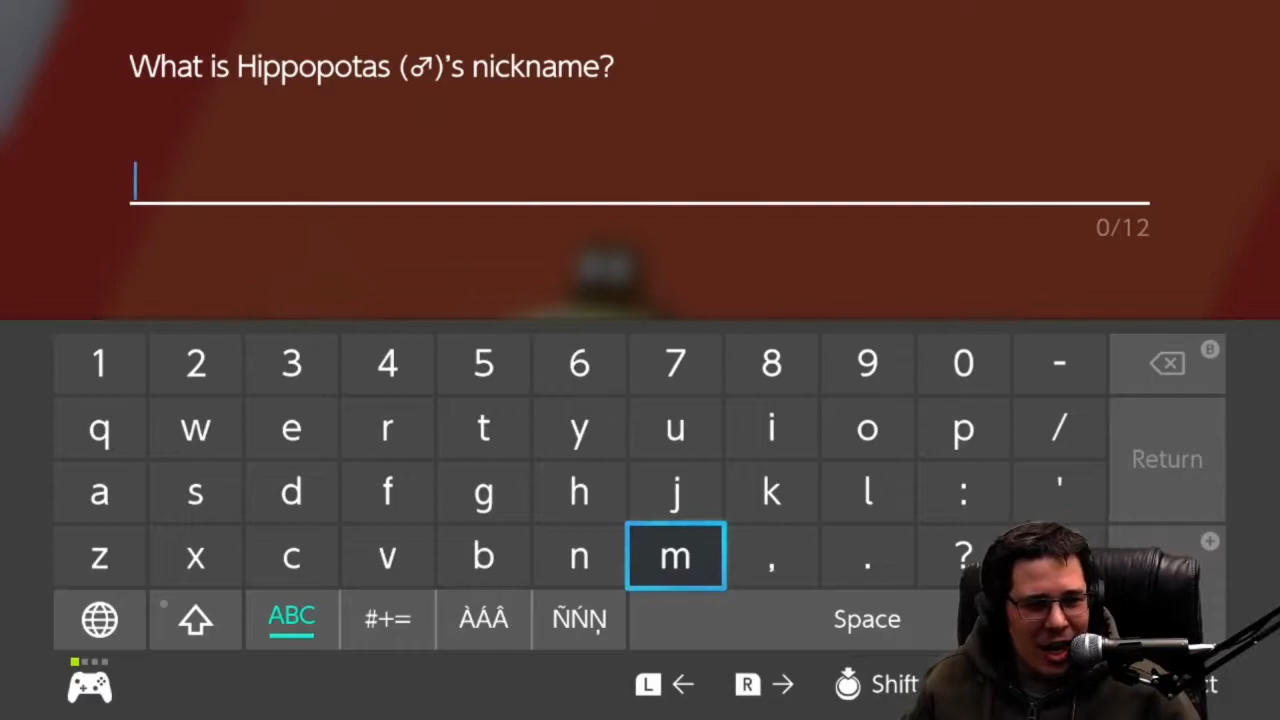 What is Hippopotas (♂)'s nickname?
0/12
1 2 3 4 5 6 7 8 9 0 - B
q w e r t y u i o p / Return
a s d f g h j k l : '
z x c v b n m , . ? +
ABC #+= ÀÁÂ ÑŃŅ Space
L ← R → Shift